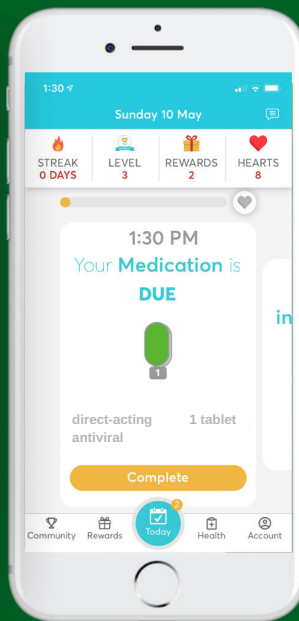 1:30
Sunday 10 May
STREAK LEVEL REWARDS HEARTS
0 DAYS 3 2 8
1:30 PM
Your Medication is
DUE
in
1
direct-acting 1 tablet
antiviral
Complete
2
Community Rewards Today Health Account